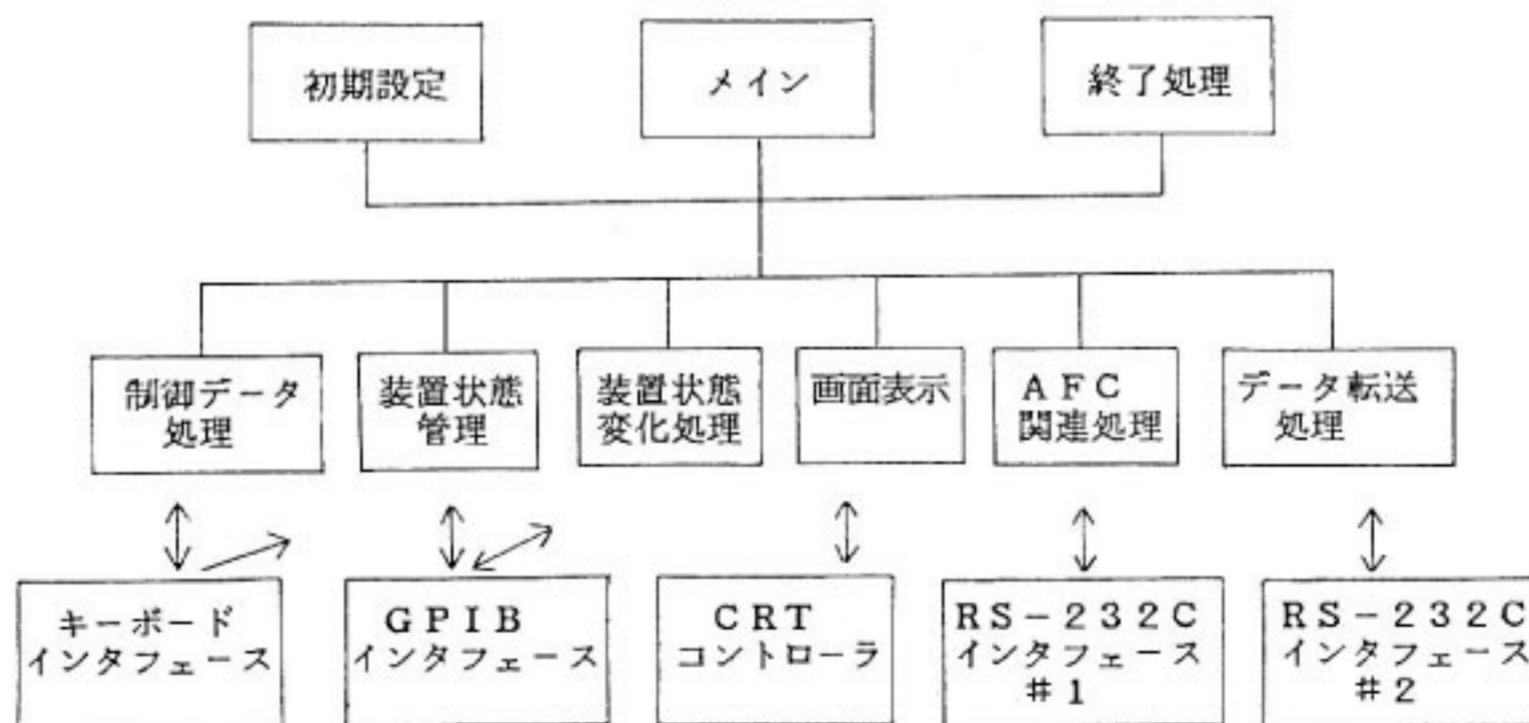 初期設定
メイン
終了処理
制御データ
処理
装置状態
管理
装置状態
変化処理
画面表示
AFC
関連処理
データ転送
処理
キーボード
インタフェース
GPIB
インタフェース
CRT
コントローラ
RS-232C
インタフェース
#1
RS-232C
インタフェース
#2